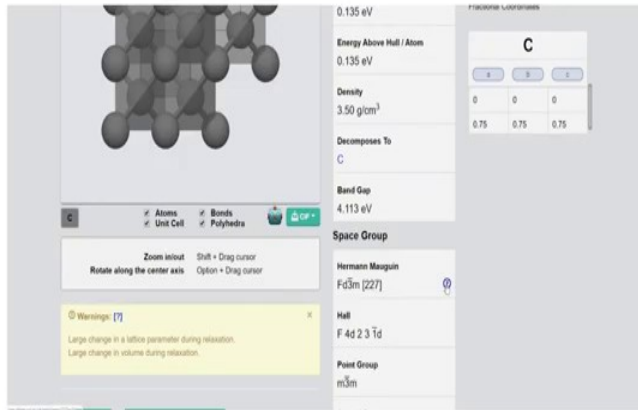 0.135 eV
Energy Above Hull / Atom
0.135 eV
Density
3.50 g/cm³
Decomposes To
C
Band Gap
4.113 eV
Space Group
Hermann Mauguin
Fd3̅m [227]
Hall
F 4d 2 3 1̅d
Point Group
m3̅m
Fractional Coordinates
C
a b c
0 0 0
0.75 0.75 0.75
C
Atoms Bonds
Unit Cell Polyhedra
CIF
Zoom in/out Shift + Drag cursor
Rotate along the center axis Option + Drag cursor
Warnings: [?] ×
Large change in a lattice parameter during relaxation.
Large change in volume during relaxation.